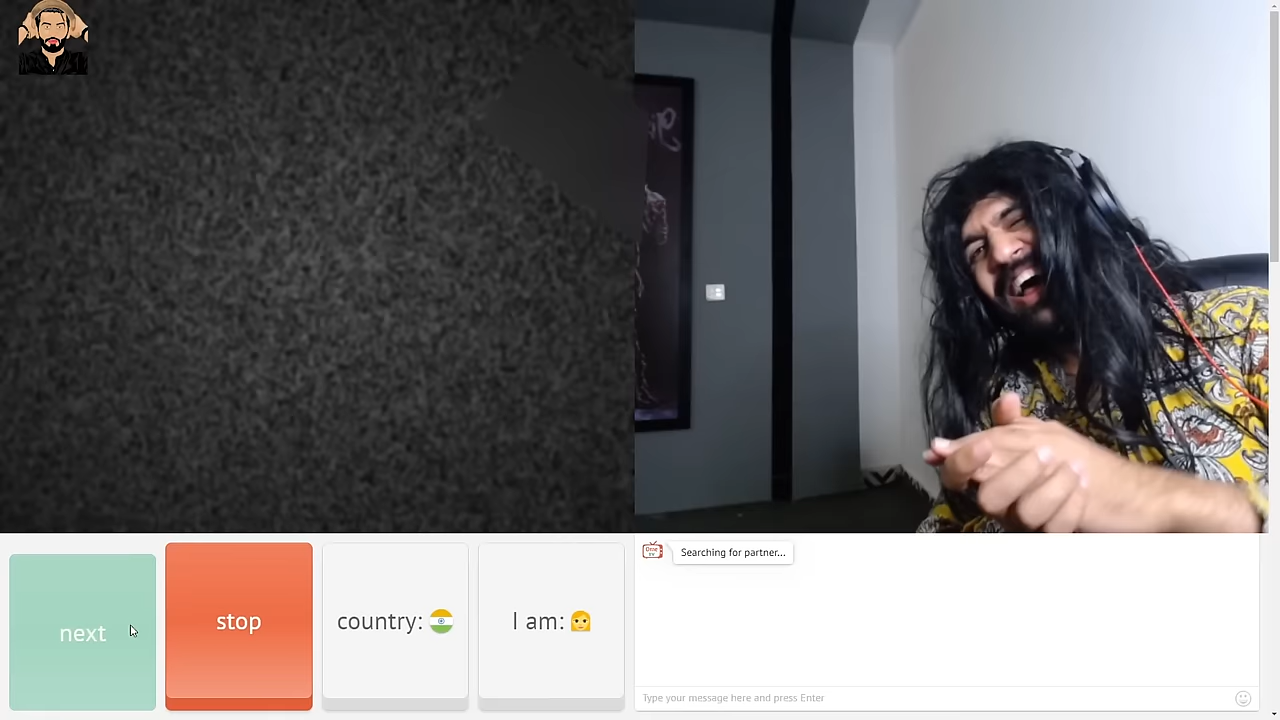 Searching for partner...
next
stop
country:
I am:
Type your message here and press Enter